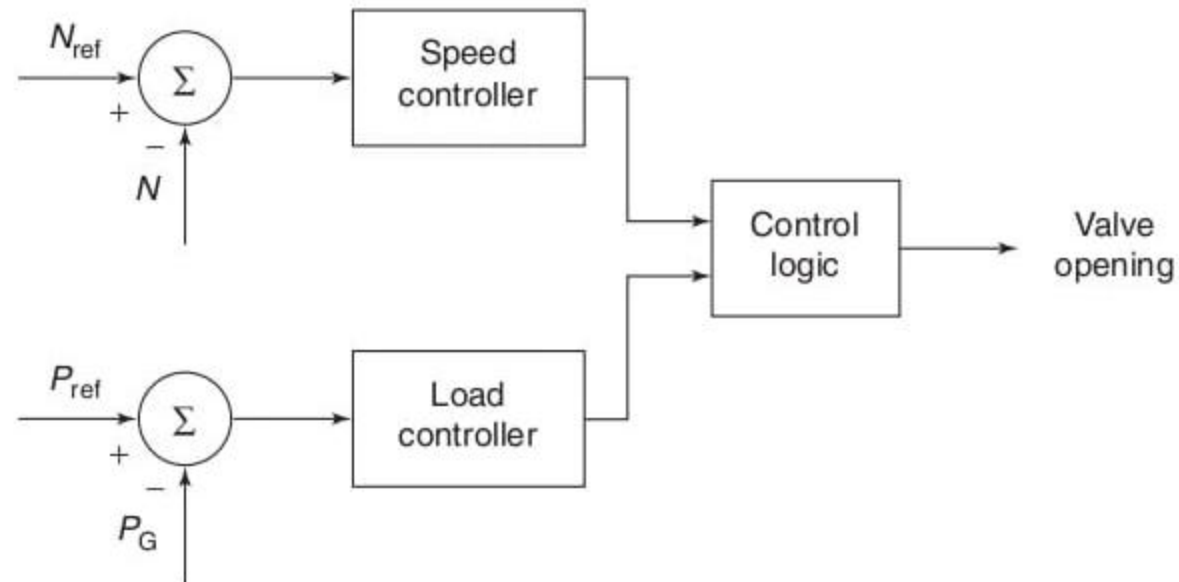 N_ref
Σ
+
−
N
Speed
controller
Control
logic
Valve
opening
P_ref
Σ
+
−
P_G
Load
controller